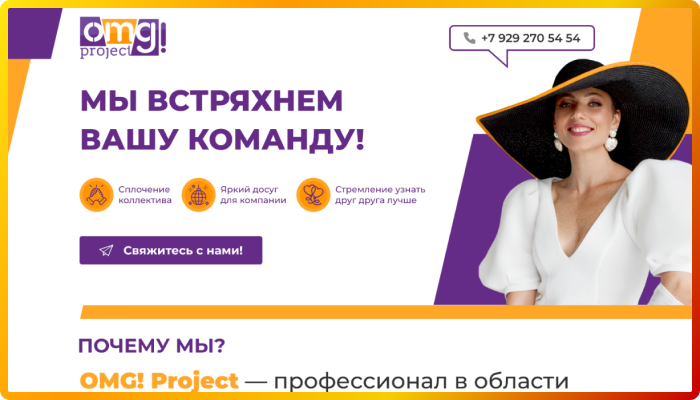 omg!
project
+7 929 270 54 54
МЫ ВСТРЯХНЕМ
ВАШУ КОМАНДУ!
Сплочение
коллектива
Яркий досуг
для компании
Стремление узнать
друг друга лучше
Свяжитесь с нами!
ПОЧЕМУ МЫ?
OMG! Project — профессионал в области